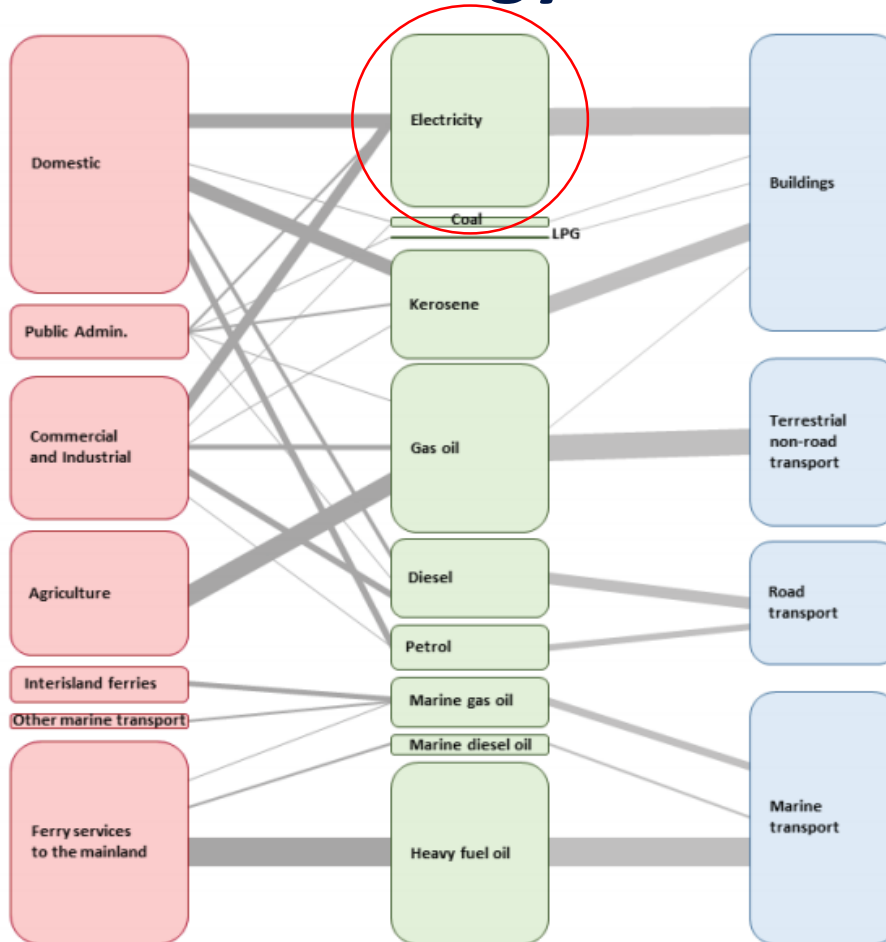 Domestic
Public Admin.
Commercial
and Industrial
Agriculture
Interisland ferries
Other marine transport
Ferry services
to the mainland
Electricity
Coal
LPG
Kerosene
Gas oil
Diesel
Petrol
Marine gas oil
Marine diesel oil
Heavy fuel oil
Buildings
Terrestrial
non-road
transport
Road
transport
Marine
transport